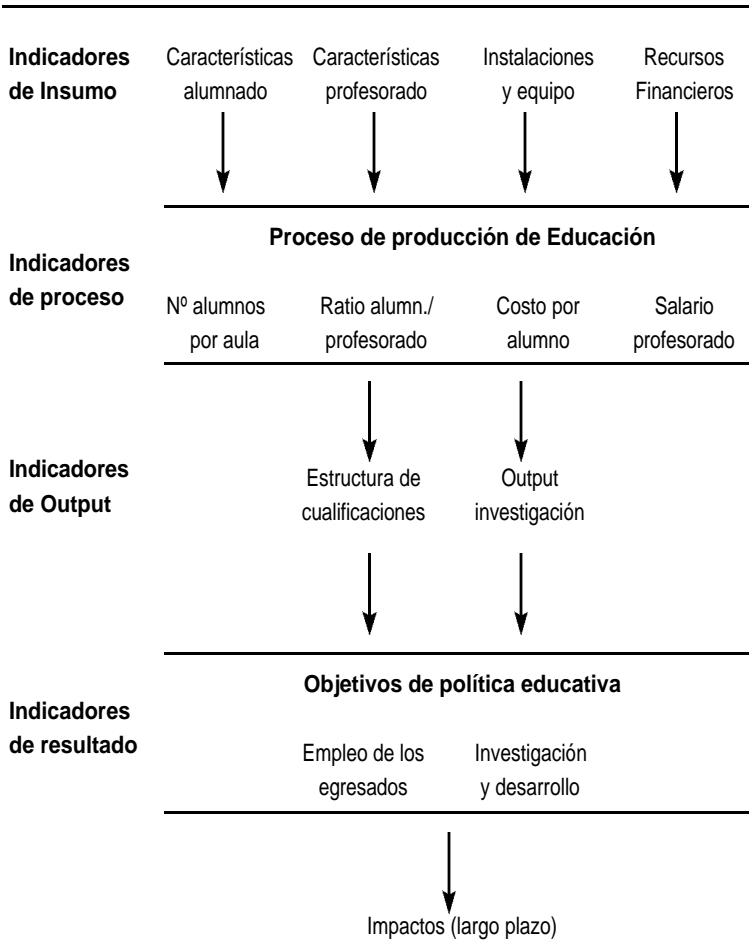 Indicadores
de Insumo
Características
alumnado
Características
profesorado
Instalaciones
y equipo
Recursos
Financieros
Proceso de producción de Educación
Indicadores
de proceso
Nº alumnos
por aula
Ratio alumn./
profesorado
Costo por
alumno
Salario
profesorado
Indicadores
de Output
Estructura de
cualificaciones
Output
investigación
Objetivos de política educativa
Indicadores
de resultado
Empleo de los
egresados
Investigación
y desarrollo
Impactos (largo plazo)